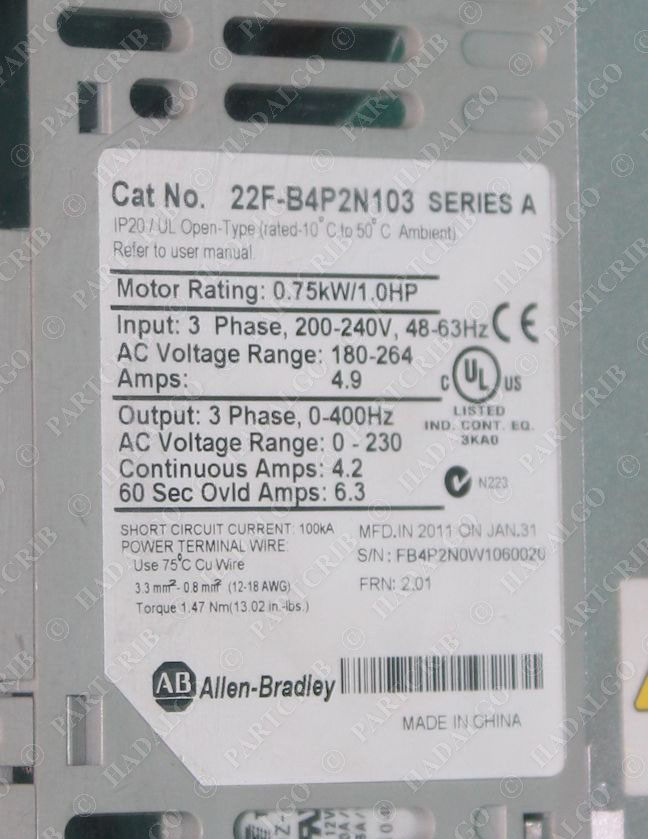 Cat No. 22F-B4P2N103 SERIES A
IP20 / UL Open-Type (rated-10°C to 50°C Ambient)
Refer to user manual.
Motor Rating: 0.75kW/1.0HP
Input: 3 Phase, 200-240V, 48-63Hz CE
AC Voltage Range: 180-264
Amps: 4.9
C UL US
LISTED
IND. CONT. EQ.
3KA0
Output: 3 Phase, 0-400Hz
AC Voltage Range: 0 - 230
Continuous Amps: 4.2
60 Sec Ovld Amps: 6.3
N223
SHORT CIRCUIT CURRENT: 100kA
POWER TERMINAL WIRE:
Use 75°C Cu Wire
3.3 mm²- 0.8 mm² (12-18 AWG)
Torque 1.47 Nm(13.02 in.-lbs.)
MFD.IN 2011 ON JAN.31
S/N: FB4P2N0W1060020
FRN: 2.01
AB Allen-Bradley
MADE IN CHINA
© PARTCRIB © HADALGO